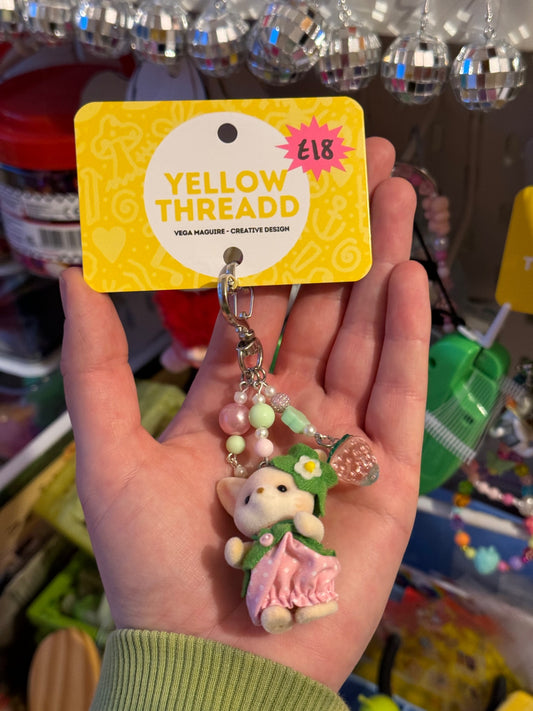 £18
YELLOW
THREADD
VEGA MAGUIRE - CREATIVE DESIGN